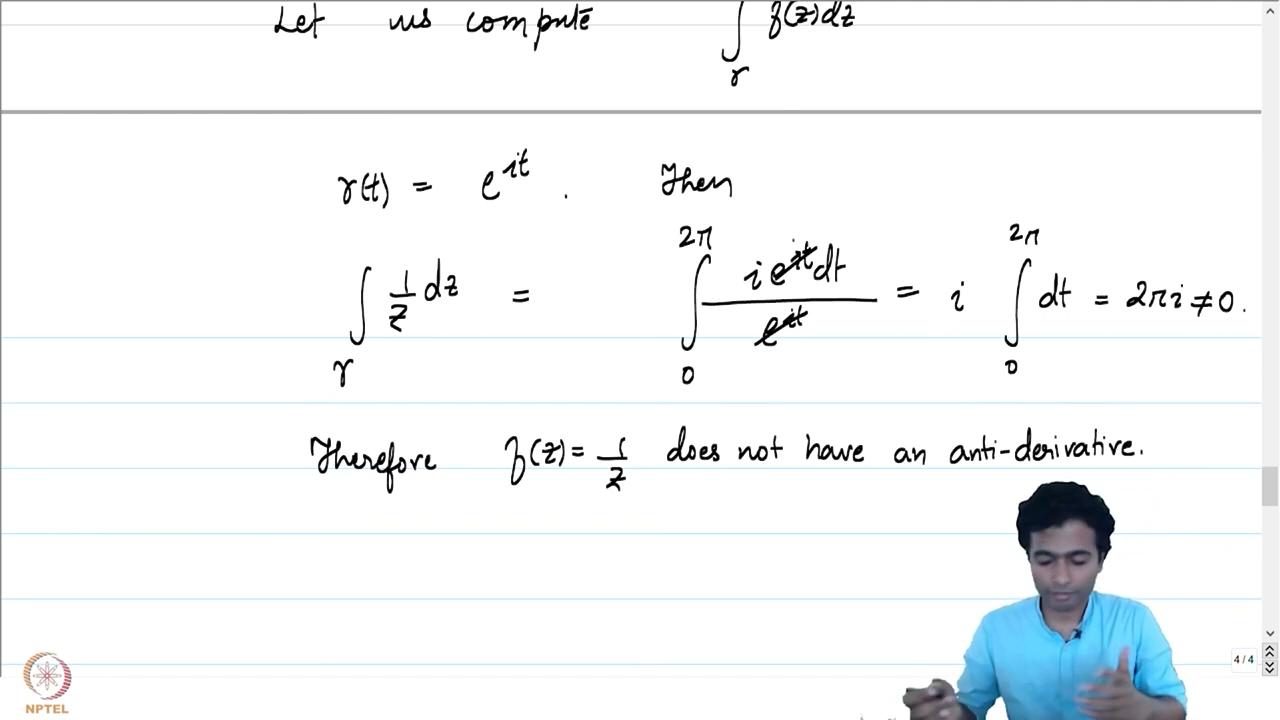 Let us compute ∫_γ f(z)dz
γ(t) = e^{it} . Then
∫_γ 1/z dz = ∫_0^{2π} i e^{it} dt / e^{it} = i ∫_0^{2π} dt = 2πi ≠ 0.
Therefore f(z) = 1/z does not have an anti-derivative.
4 / 4
NPTEL